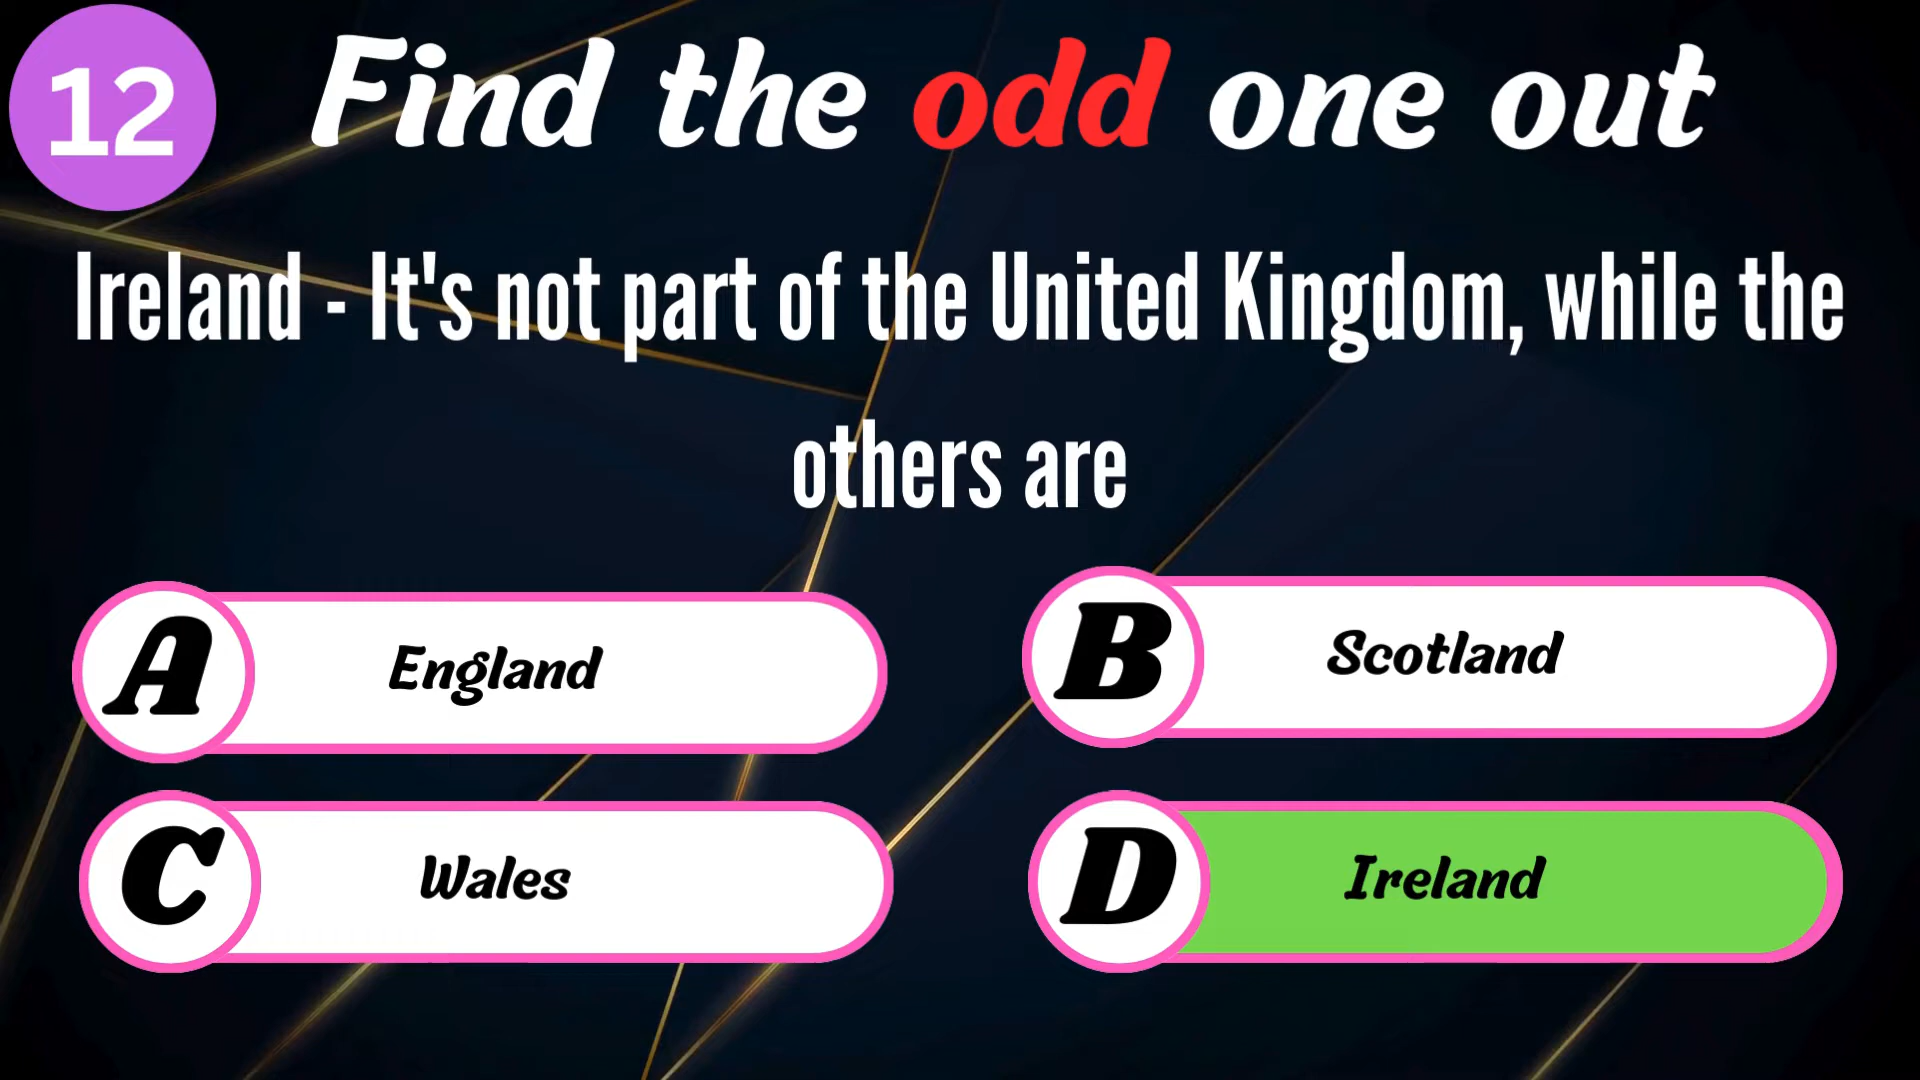 12
Find the odd one out
Ireland - It's not part of the United Kingdom, while the
others are
A
England
B
Scotland
C
Wales
D
Ireland